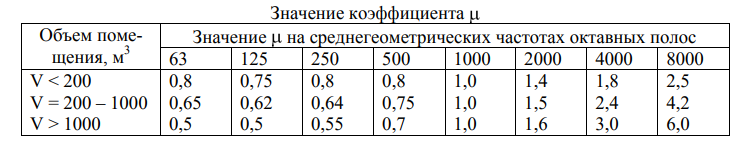 Значение коэффициента μ
Объем поме-щения, м³ | Значение μ на среднегеометрических частотах октавных полос
63 125 250 500 1000 2000 4000 8000
V < 200 0,8 0,75 0,8 0,8 1,0 1,4 1,8 2,5
V = 200 – 1000 0,65 0,62 0,64 0,75 1,0 1,5 2,4 4,2
V > 1000 0,5 0,5 0,55 0,7 1,0 1,6 3,0 6,0